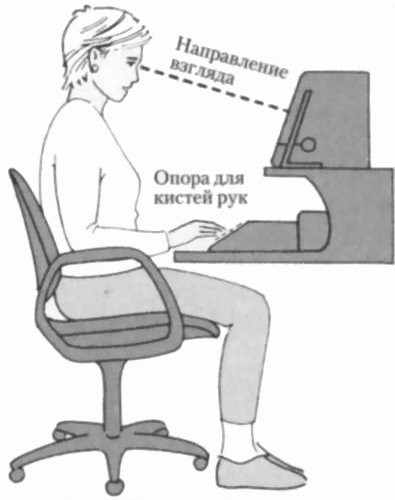 Направление
взгляда
Опора для
кистей рук